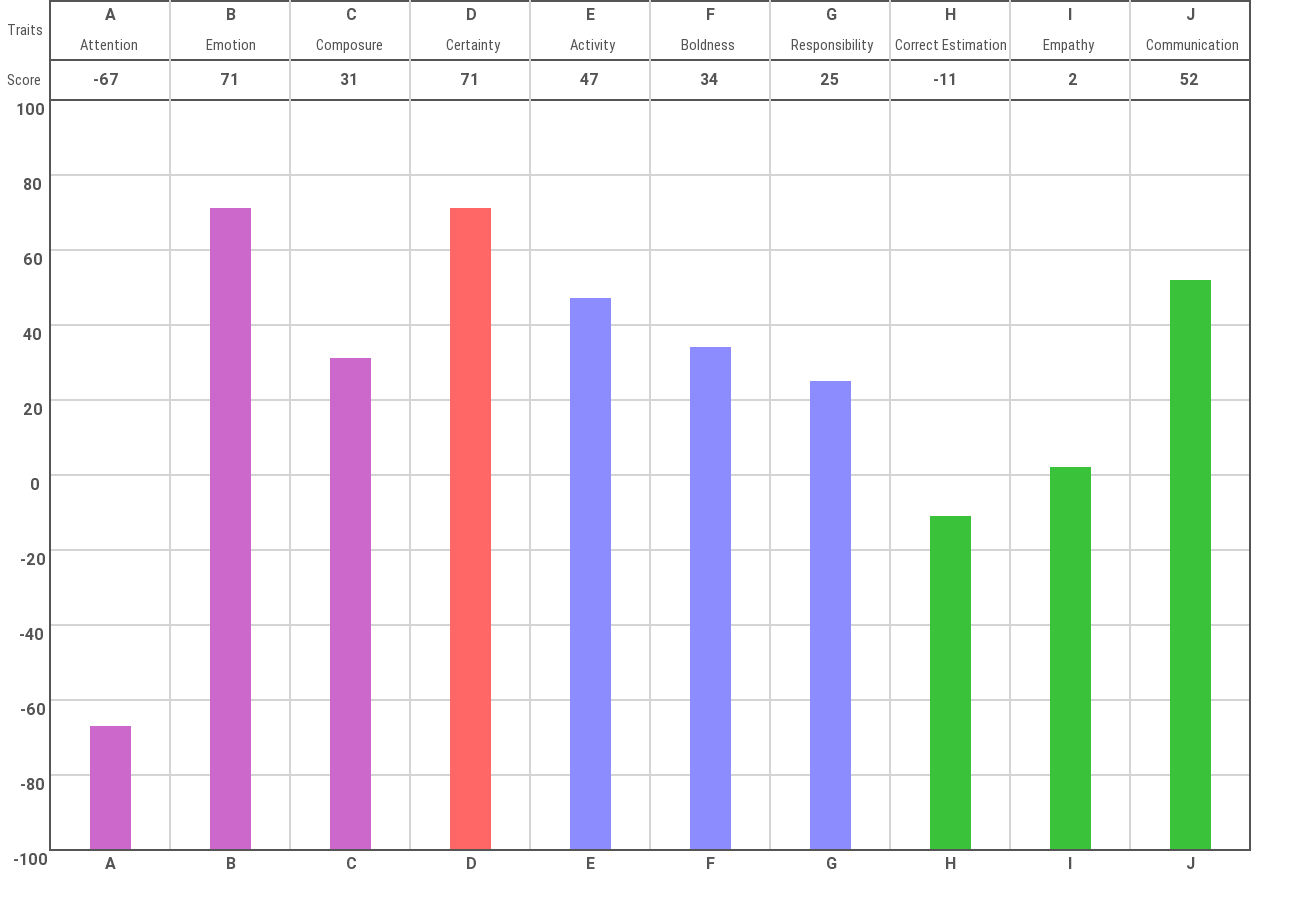 A B C D E F G H I J
Traits
Attention Emotion Composure Certainty Activity Boldness Responsibility Correct Estimation Empathy Communication
Score -67 71 31 71 47 34 25 -11 2 52
100
80
60
40
20
0
-20
-40
-60
-80
-100
A B C D E F G H I J